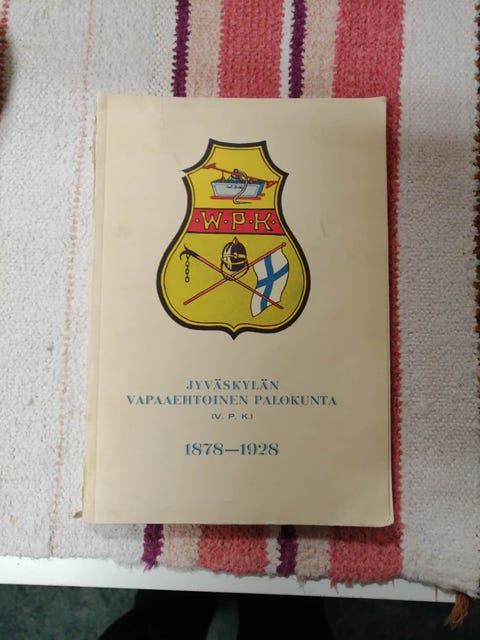 ·W·P·K·
JYVÄSKYLÄN
VAPAAEHTOINEN PALOKUNTA
(V. P. K.)
1878—1928